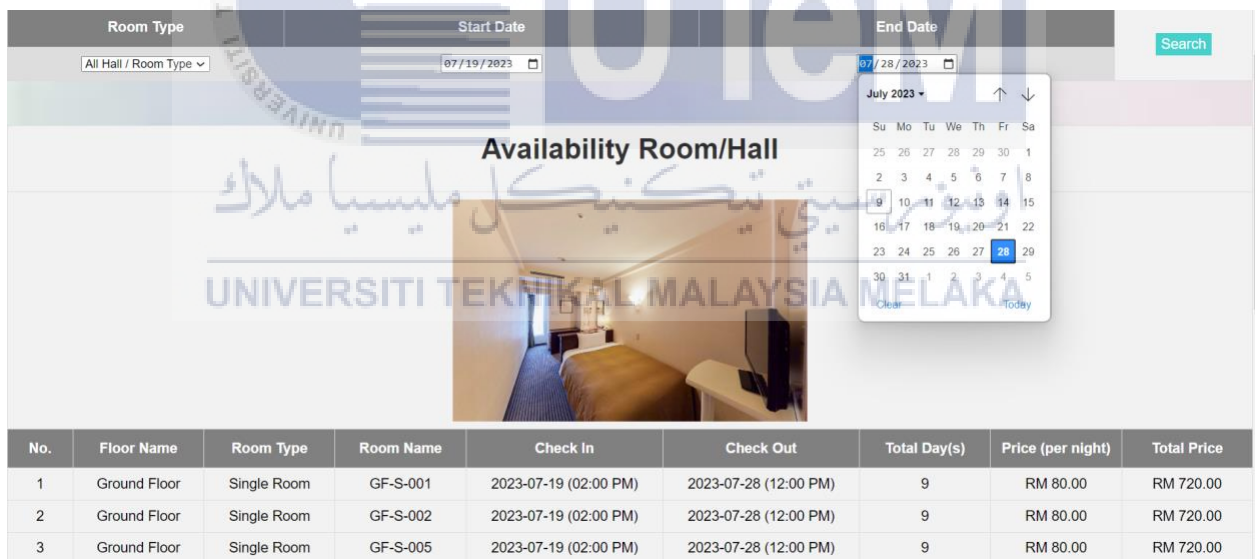 Room Type Start Date End Date
Search
All Hall / Room Type 07/19/2023 07/28/2023
July 2023
Su Mo Tu We Th Fr Sa
25 26 27 28 29 30 1
2 3 4 5 6 7 8
9 10 11 12 13 14 15
16 17 18 19 20 21 22
23 24 25 26 27 28 29
30 31 1 2 3 4 5
Clear Today
Availability Room/Hall
UTeM
UNIVERSITI
اونيۏرسيتي تيكنيكل مليسيا ملاك
UNIVERSITI TEKNIKAL MALAYSIA MELAKA
No. Floor Name Room Type Room Name Check In Check Out Total Day(s) Price (per night) Total Price
1 Ground Floor Single Room GF-S-001 2023-07-19 (02:00 PM) 2023-07-28 (12:00 PM) 9 RM 80.00 RM 720.00
2 Ground Floor Single Room GF-S-002 2023-07-19 (02:00 PM) 2023-07-28 (12:00 PM) 9 RM 80.00 RM 720.00
3 Ground Floor Single Room GF-S-005 2023-07-19 (02:00 PM) 2023-07-28 (12:00 PM) 9 RM 80.00 RM 720.00